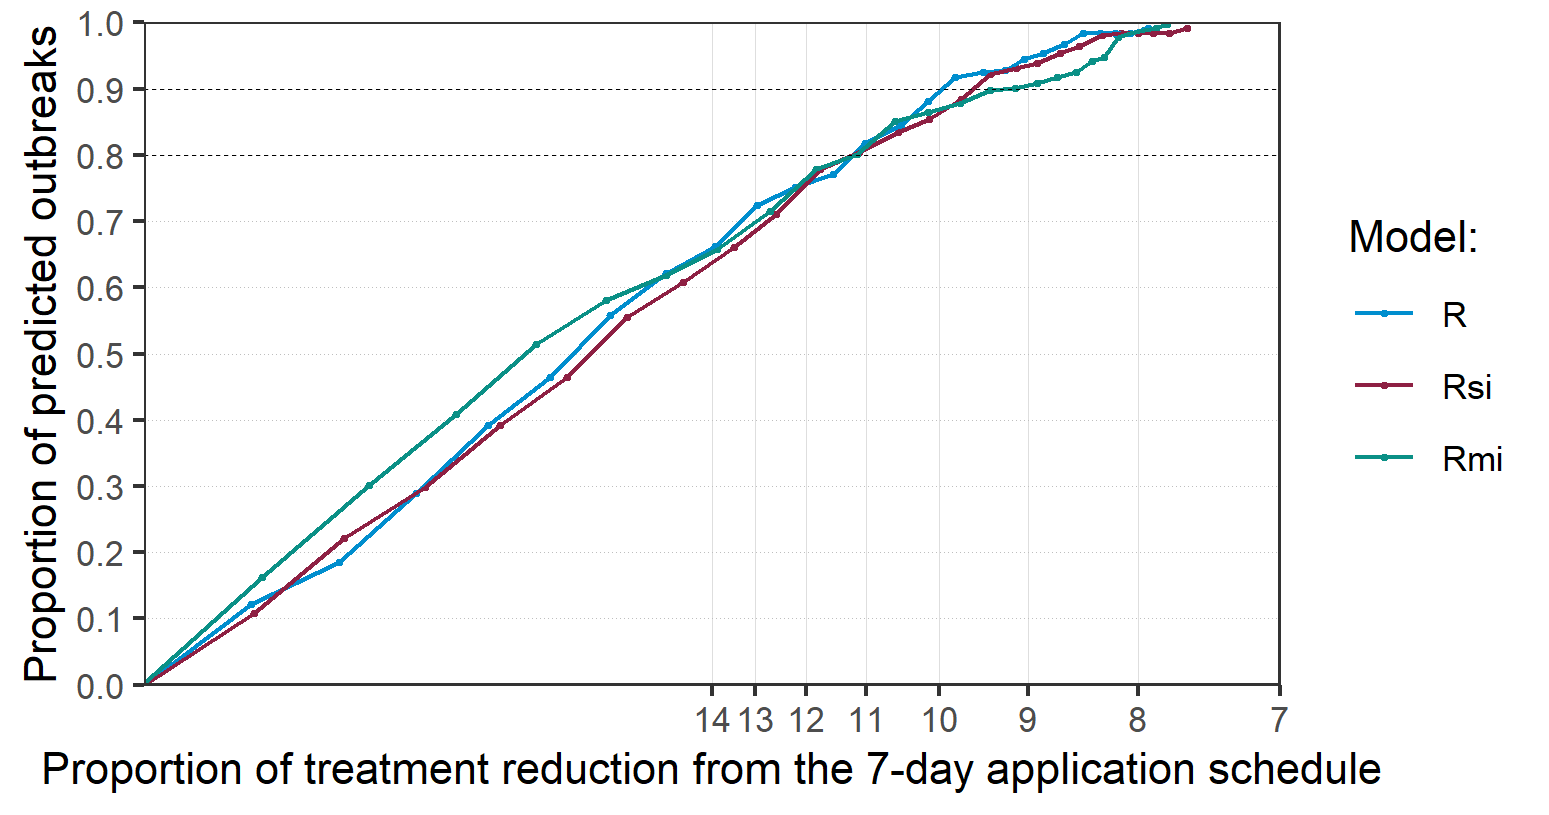 Proportion of predicted outbreaks
1.0
0.9
0.8
0.7
0.6
0.5
0.4
0.3
0.2
0.1
0.0
14 13 12 11 10 9 8 7
Proportion of treatment reduction from the 7-day application schedule
Model:
R
Rsi
Rmi